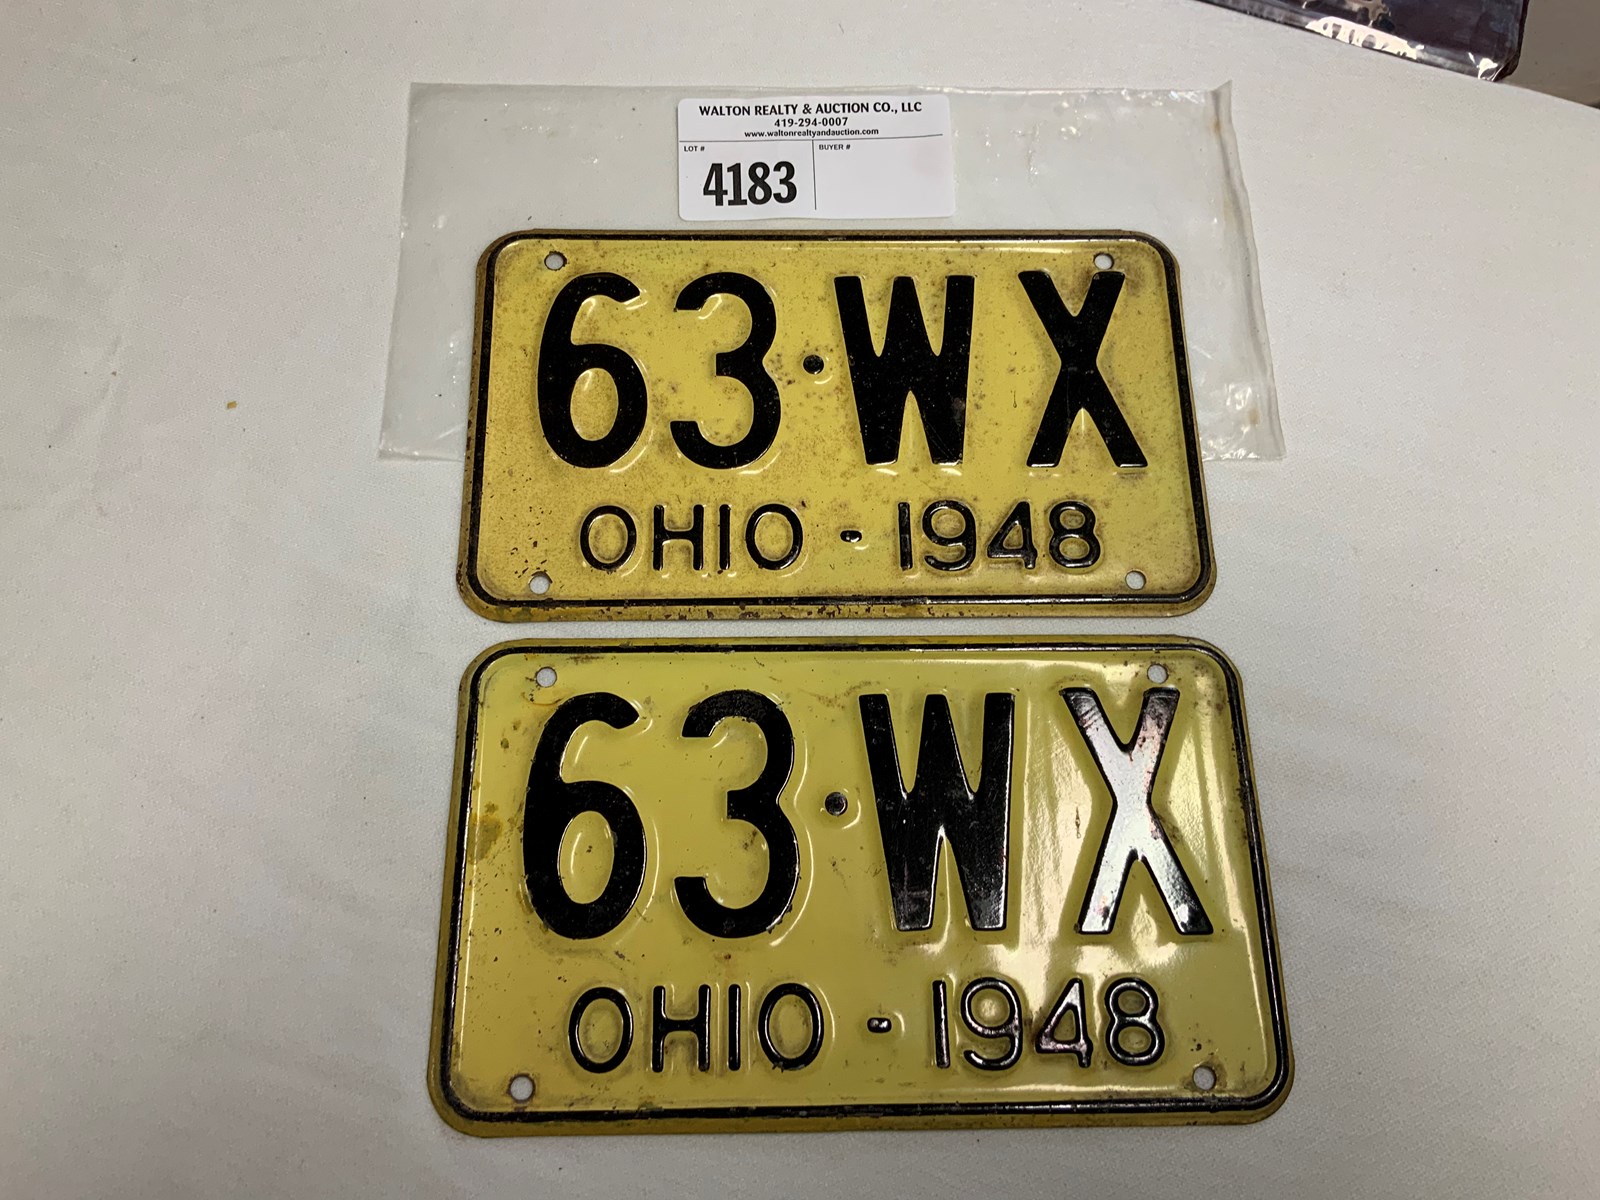 WALTON REALTY & AUCTION CO., LLC
419-294-0007
www.waltonrealtyandauction.com
LOT # BUYER #
4183
63·WX
OHIO - 1948
63·WX
OHIO - 1948